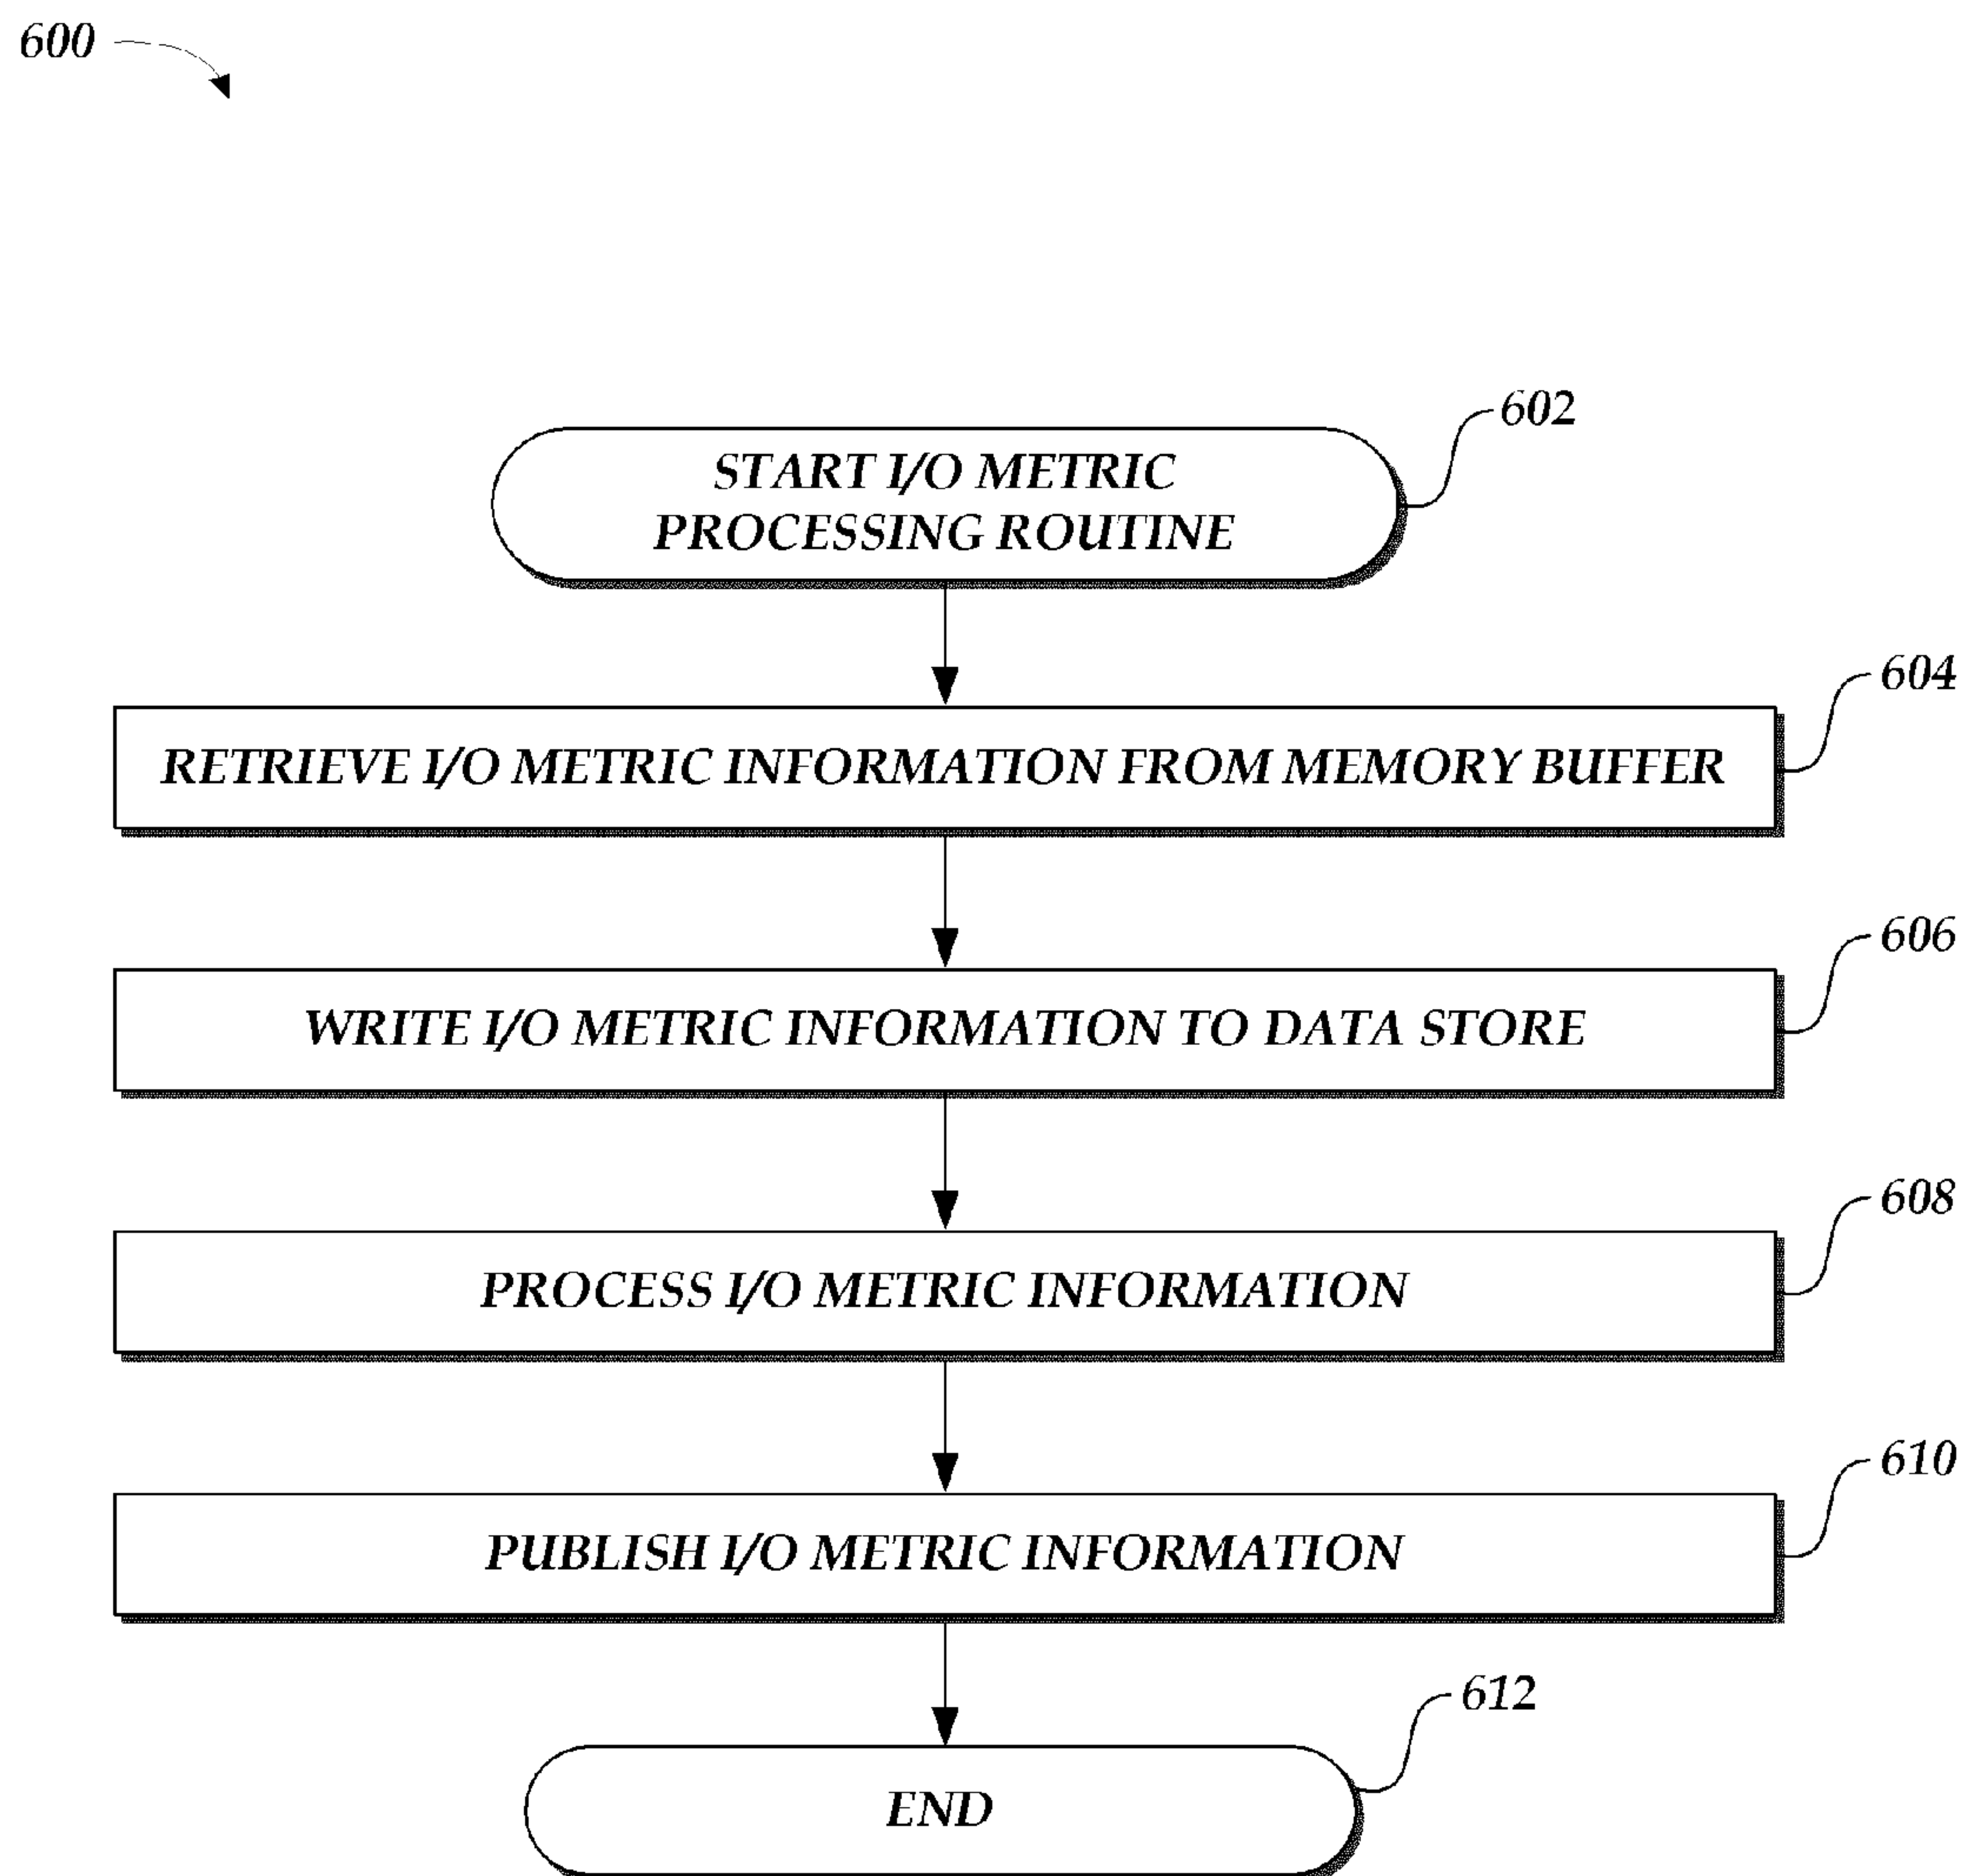 600
602
START I/O METRIC
PROCESSING ROUTINE
604
RETRIEVE I/O METRIC INFORMATION FROM MEMORY BUFFER
606
WRITE I/O METRIC INFORMATION TO DATA STORE
608
PROCESS I/O METRIC INFORMATION
610
PUBLISH I/O METRIC INFORMATION
612
END